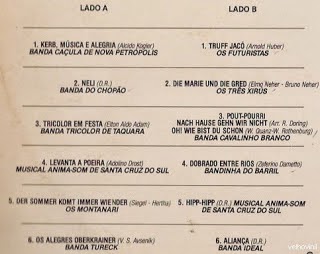 LADO A
1. KERB, MÚSICA E ALEGRIA (Alcido Kogler)
BANDA CAÇULA DE NOVA PETRÓPOLIS
2. NELI (D.R.)
BANDA DO CHOPÃO
3. TRICOLOR EM FESTA (Elton Aldo Adam)
BANDA TRICOLOR DE TAQUARA
4. LEVANTA A POEIRA (Adolino Drost)
MUSICAL ANIMA-SOM DE SANTA CRUZ DO SUL
5. DER SOMMER KOMT IMMER WIENDER (Siegel - Hertha)
OS MONTANARI
6. OS ALEGRES OBERKRAINER (V. S. Avsenik)
BANDA TURECK
LADO B
1. TRUFF JACÓ (Arnold Huber)
OS FUTURISTAS
2. DIE MARIE UND DIE GRED (Elmo Neher - Bruno Neher)
OS TRÊS XIRÚS
3. POUT-POURRI
NACH HAUSE GEHN WIR NICHT (Arr. R. Doring)
OH! WIE BIST DU SCHON (W. Quanz-W. Rothenburg)
BANDA CAVALINHO BRANCO
4. DOBRADO ENTRE RIOS (Zeferino Dametto)
BANDINHA DO BARRIL
5. HIPP-HIPP (D.R.) MUSICAL ANIMA-SOM
DE SANTA CRUZ DO SUL
6. ALIANÇA (D.R.)
BANDA IDEAL